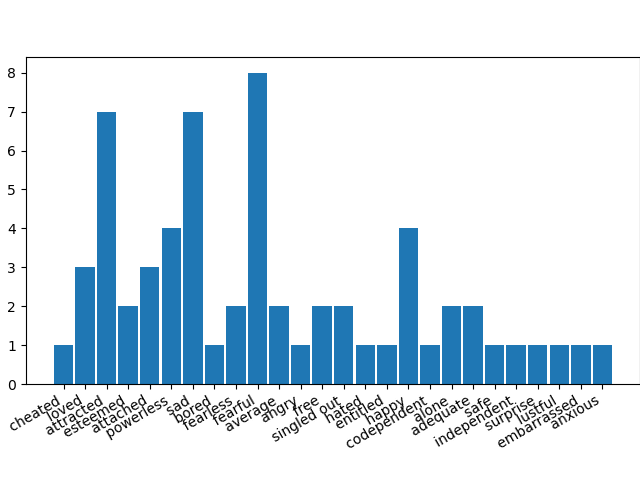 8
7
6
5
4
3
2
1
0
cheated
loved
attracted
esteemed
attached
powerless
sad
bored
fearless
fearful
average
angry
free
singled out
hated
entitled
happy
codependent
alone
adequate
safe
independent
surprise
lustful
embarrassed
anxious